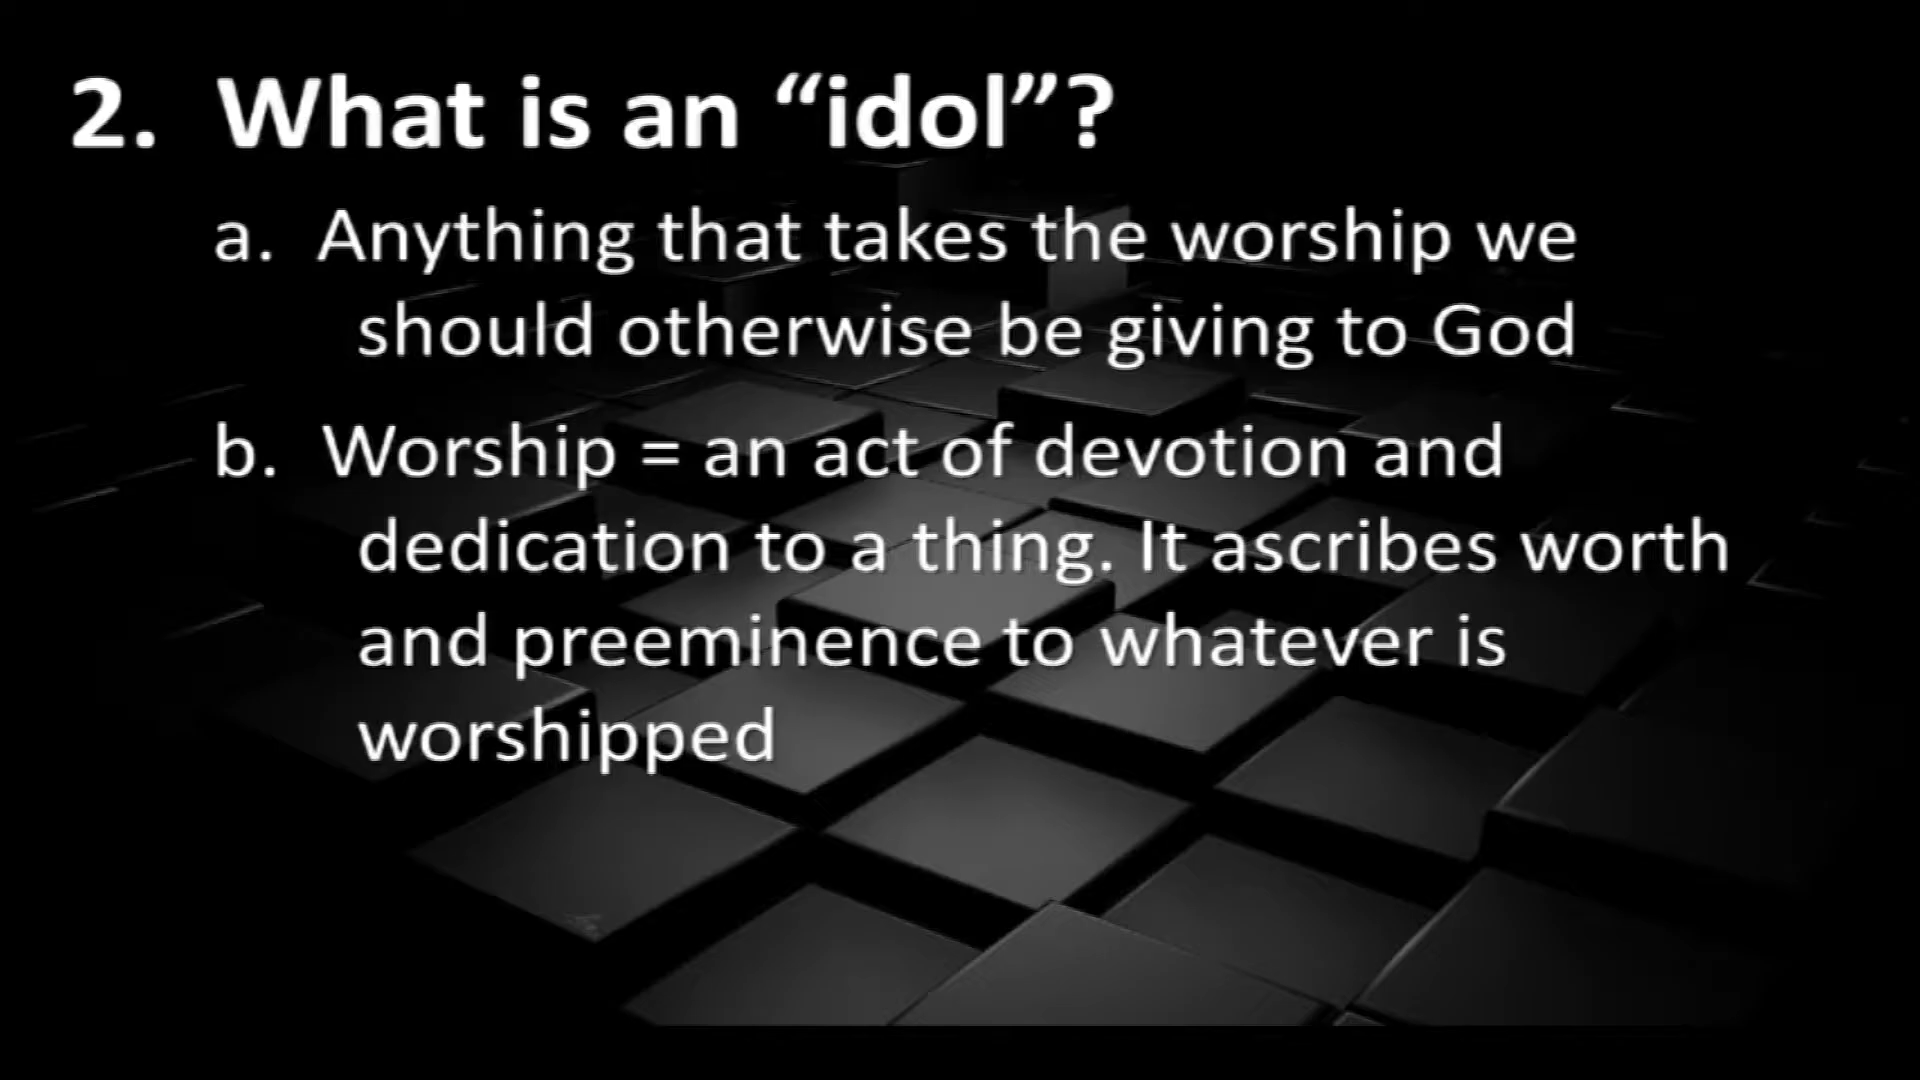 2. What is an “idol”?
a. Anything that takes the worship we
should otherwise be giving to God
b. Worship = an act of devotion and
dedication to a thing. It ascribes worth
and preeminence to whatever is
worshipped